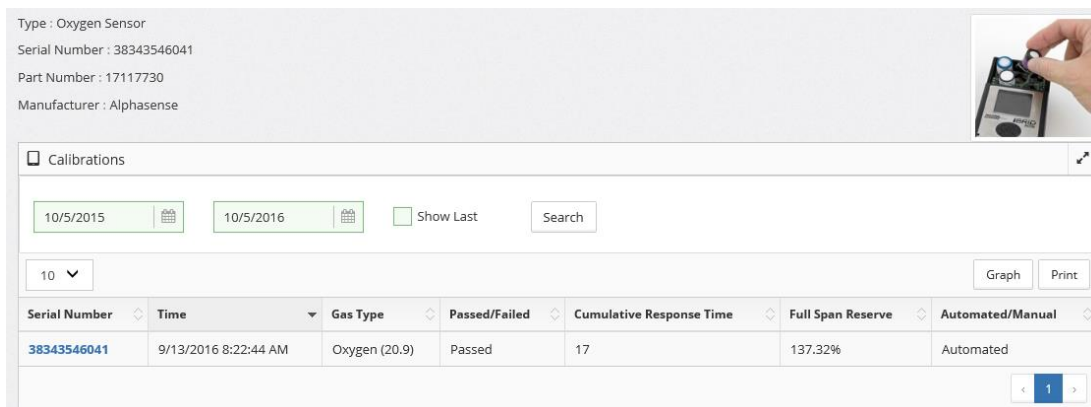 Type : Oxygen Sensor
Serial Number : 38343546041
Part Number : 17117730
Manufacturer : Alphasense
Calibrations
10/5/2015 10/5/2016 Show Last Search
10 Graph Print
Serial Number Time Gas Type Passed/Failed Cumulative Response Time Full Span Reserve Automated/Manual
38343546041 9/13/2016 8:22:44 AM Oxygen (20.9) Passed 17 137.32% Automated
‹ 1 ›